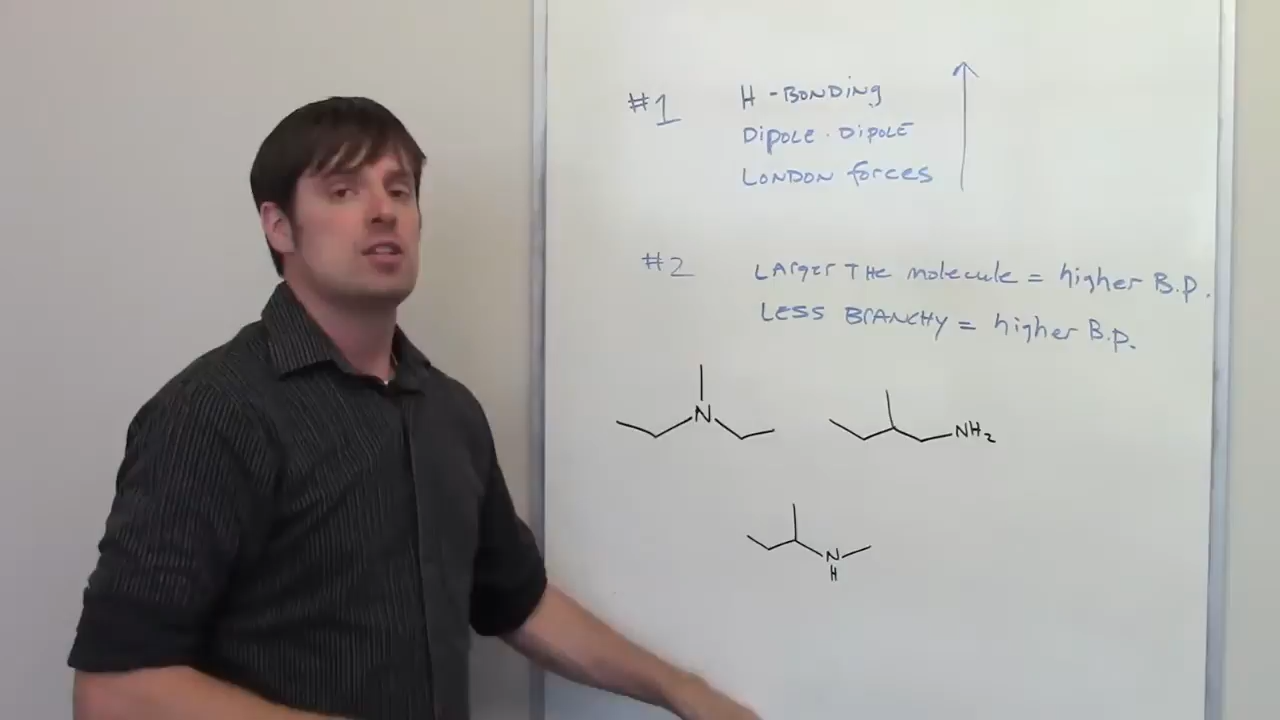 #1 H-BONDING
DIPOLE·DIPOLE
LONDON forces
#2 LArger THe molecule = higher B.P.
LESS BRANCHY = higher B.P.
N
NH2
N
H